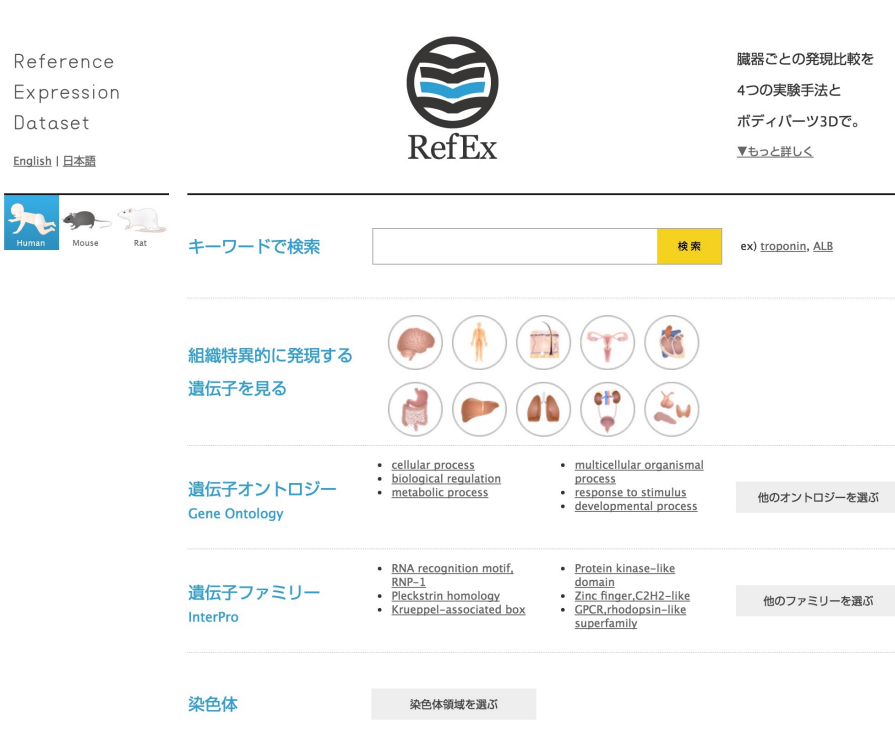 Reference
Expression
Dataset
English | 日本語
RefEx
臓器ごとの発現比較を
4つの実験手法と
ボディパーツ3Dで。
▼もっと詳しく
Human
Mouse
Rat
キーワードで検索
検 索
ex) troponin, ALB
組織特異的に発現する
遺伝子を見る
遺伝子オントロジー
Gene Ontology
• cellular process
• biological regulation
• metabolic process
• multicellular organismal
process
• response to stimulus
• developmental process
他のオントロジーを選ぶ
遺伝子ファミリー
InterPro
• RNA recognition motif,
RNP-1
• Pleckstrin homology
• Krueppel-associated box
• Protein kinase-like
domain
• Zinc finger,C2H2-like
• GPCR,rhodopsin-like
superfamily
他のファミリーを選ぶ
染色体
染色体領域を選ぶ